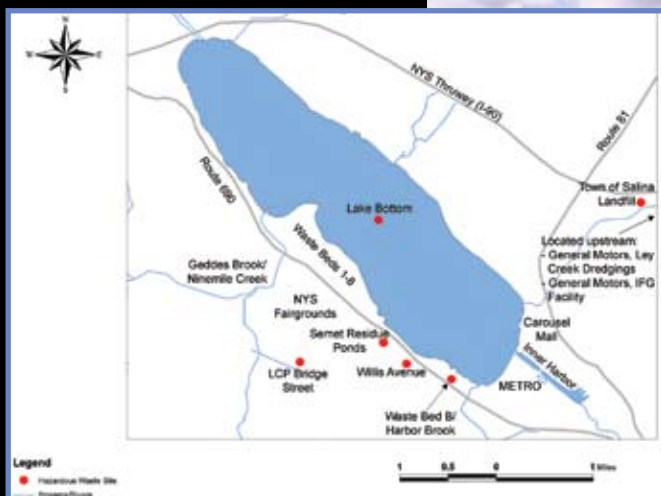 N
W
E
S
NYS Thruway (I-90)
Route 81
Route 690
Town of Salina
Landfill
Lake Bottom
Located upstream:
- General Motors, Ley
Creek Dredgings
- General Motors, IFG
Facility
Waste Beds 1-8
Geddes Brook/
Ninemile Creek
NYS
Fairgrounds
Semet Residue
Ponds
Carousel
Mall
Inner Harbor
LCP Bridge
Street
Willis Avenue
METRO
Waste Bed B/
Harbor Brook
Legend
Hazardous Waste Site
1 0.5 0 1 Miles